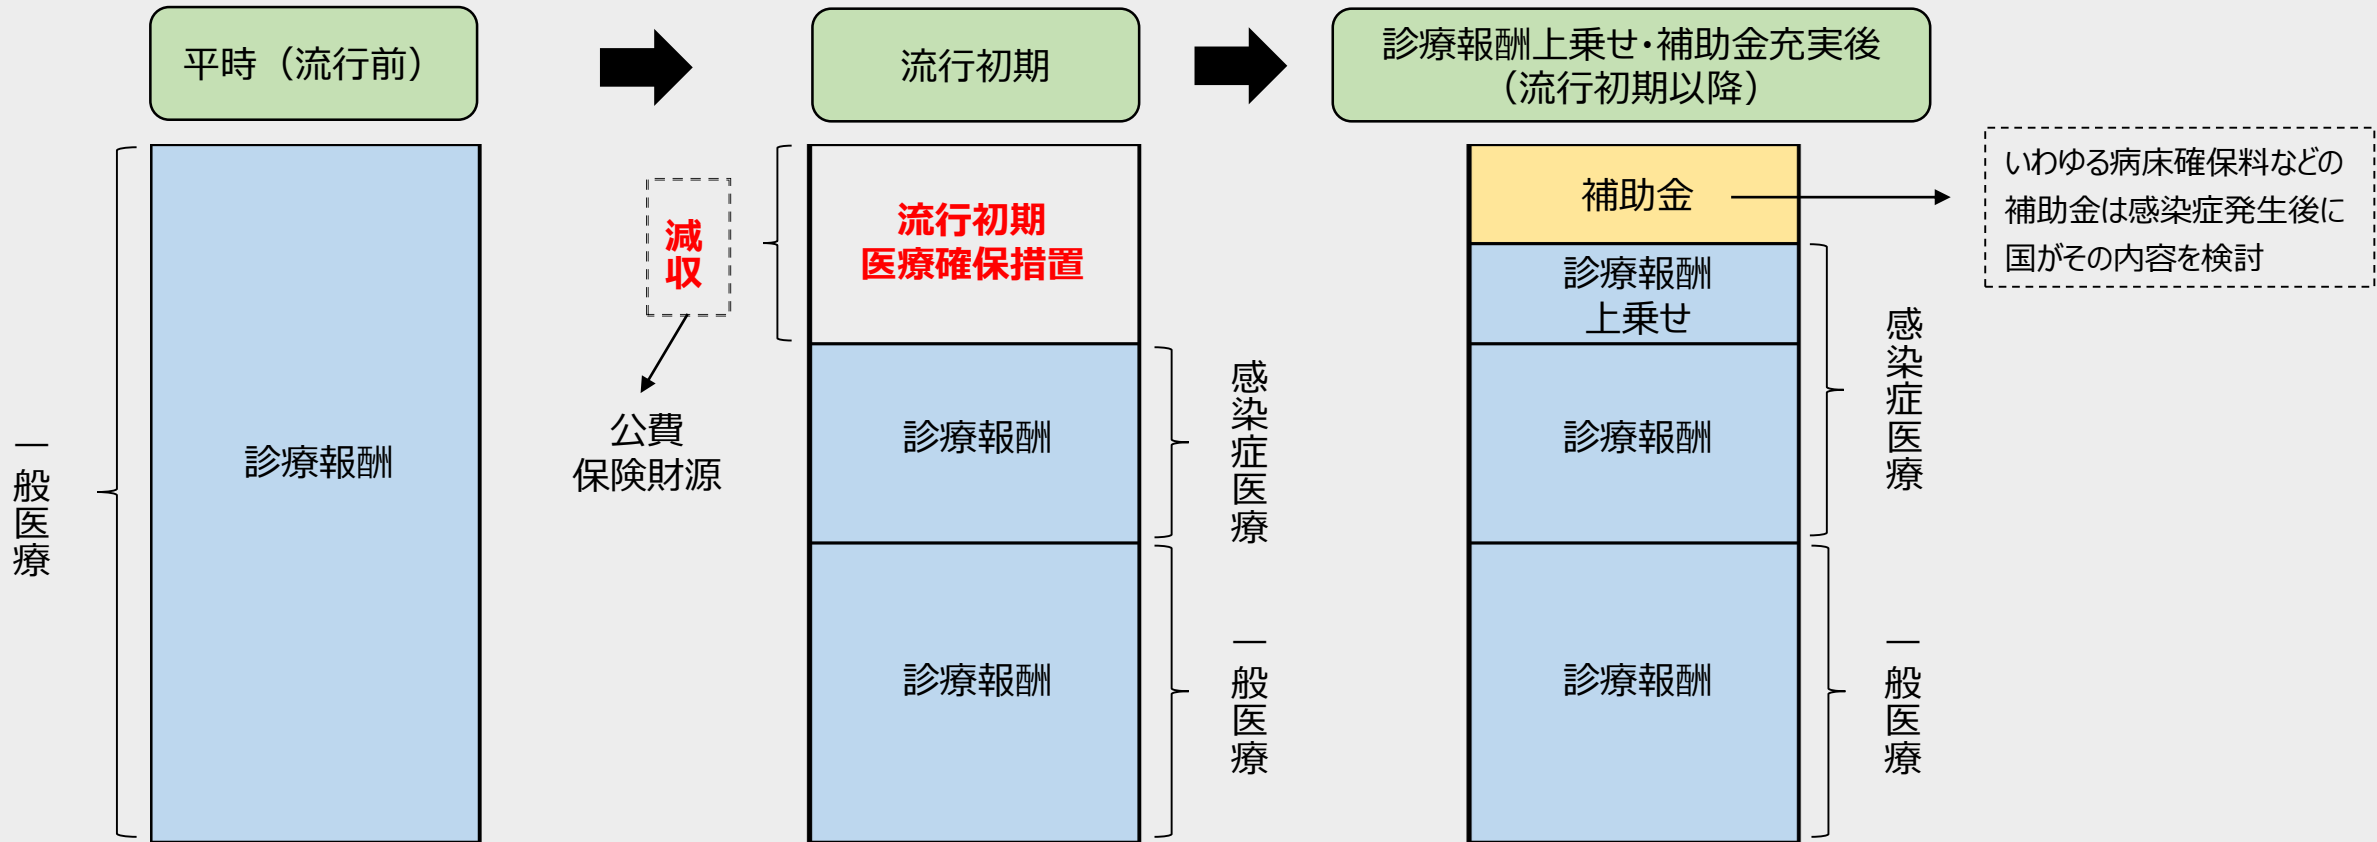 平時（流行前）
流行初期
診療報酬上乗せ・補助金充実後
（流行初期以降）
一般医療
診療報酬
減収
公費
保険財源
流行初期
医療確保措置
診療報酬
診療報酬
感染症医療
一般医療
補助金
診療報酬
上乗せ
診療報酬
診療報酬
感染症医療
一般医療
いわゆる病床確保料などの
補助金は感染症発生後に
国がその内容を検討